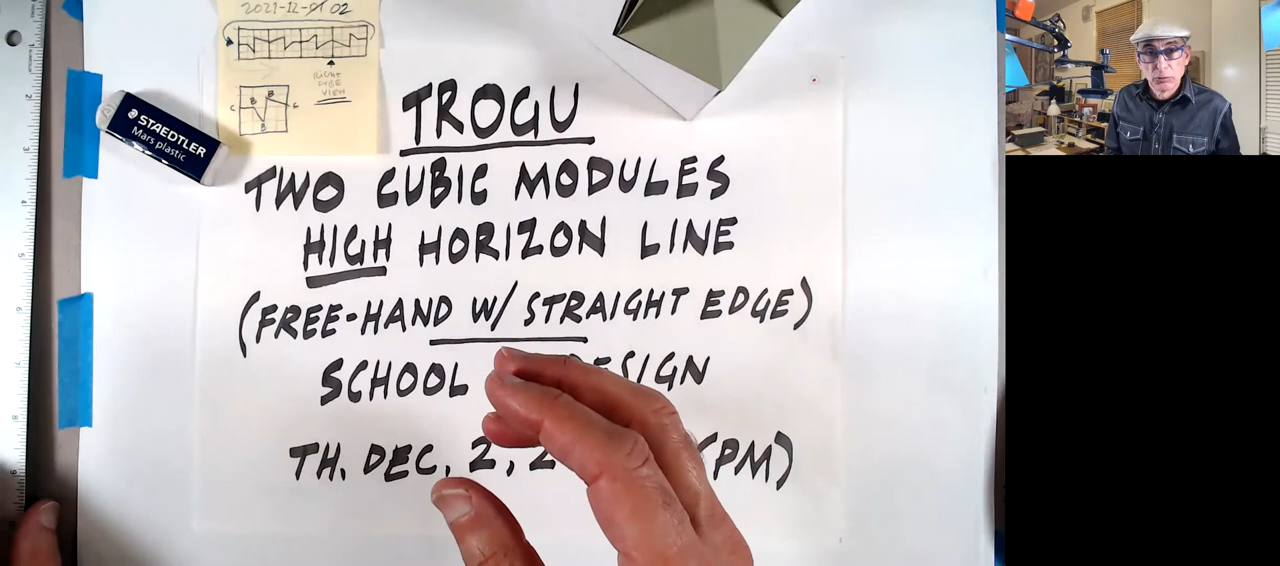 2021-12-01 02
RIGHT
SIDE
VIEW
B B
C C
B
STAEDTLER
Mars plastic
TROGU
TWO CUBIC MODULES
HIGH HORIZON LINE
(FREE-HAND W/ STRAIGHT EDGE)
SCHOOL DESIGN
TH. DEC. 2, 2 (PM)